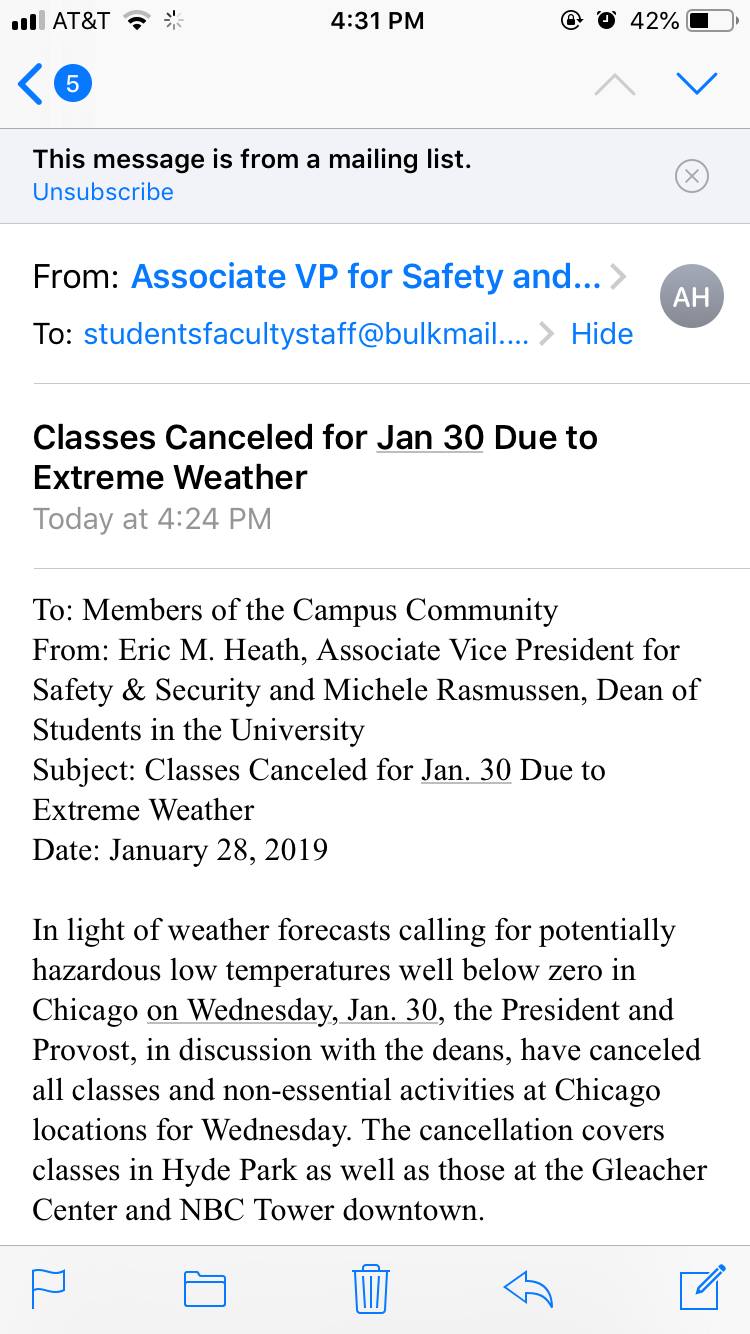 AT&T 4:31 PM 42%
5
This message is from a mailing list.
Unsubscribe
From: Associate VP for Safety and...
AH
To: studentsfacultystaff@bulkmail.... Hide
Classes Canceled for Jan 30 Due to
Extreme Weather
Today at 4:24 PM
To: Members of the Campus Community
From: Eric M. Heath, Associate Vice President for
Safety & Security and Michele Rasmussen, Dean of
Students in the University
Subject: Classes Canceled for Jan. 30 Due to
Extreme Weather
Date: January 28, 2019
In light of weather forecasts calling for potentially
hazardous low temperatures well below zero in
Chicago on Wednesday, Jan. 30, the President and
Provost, in discussion with the deans, have canceled
all classes and non-essential activities at Chicago
locations for Wednesday. The cancellation covers
classes in Hyde Park as well as those at the Gleacher
Center and NBC Tower downtown.